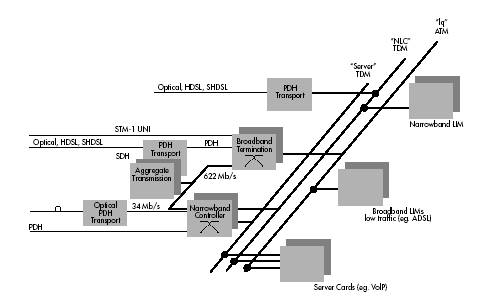 "Iq"
ATM
"NLC"
TDM
"Server"
TDM
Optical, HDSL, SHDSL
PDH
Transport
Narrowband LIM
STM-1 UNI
Optical, HDSL, SHDSL
PDH
Transport
PDH
Broadband
Termination
SDH
Aggregate
Transmission
622 Mb/s
Optical
PDH
Transport
34 Mb/s
Narrowband
Controller
PDH
Broadband LIMs
low traffic (eg. ADSL)
Server Cards (eg. VoIP)